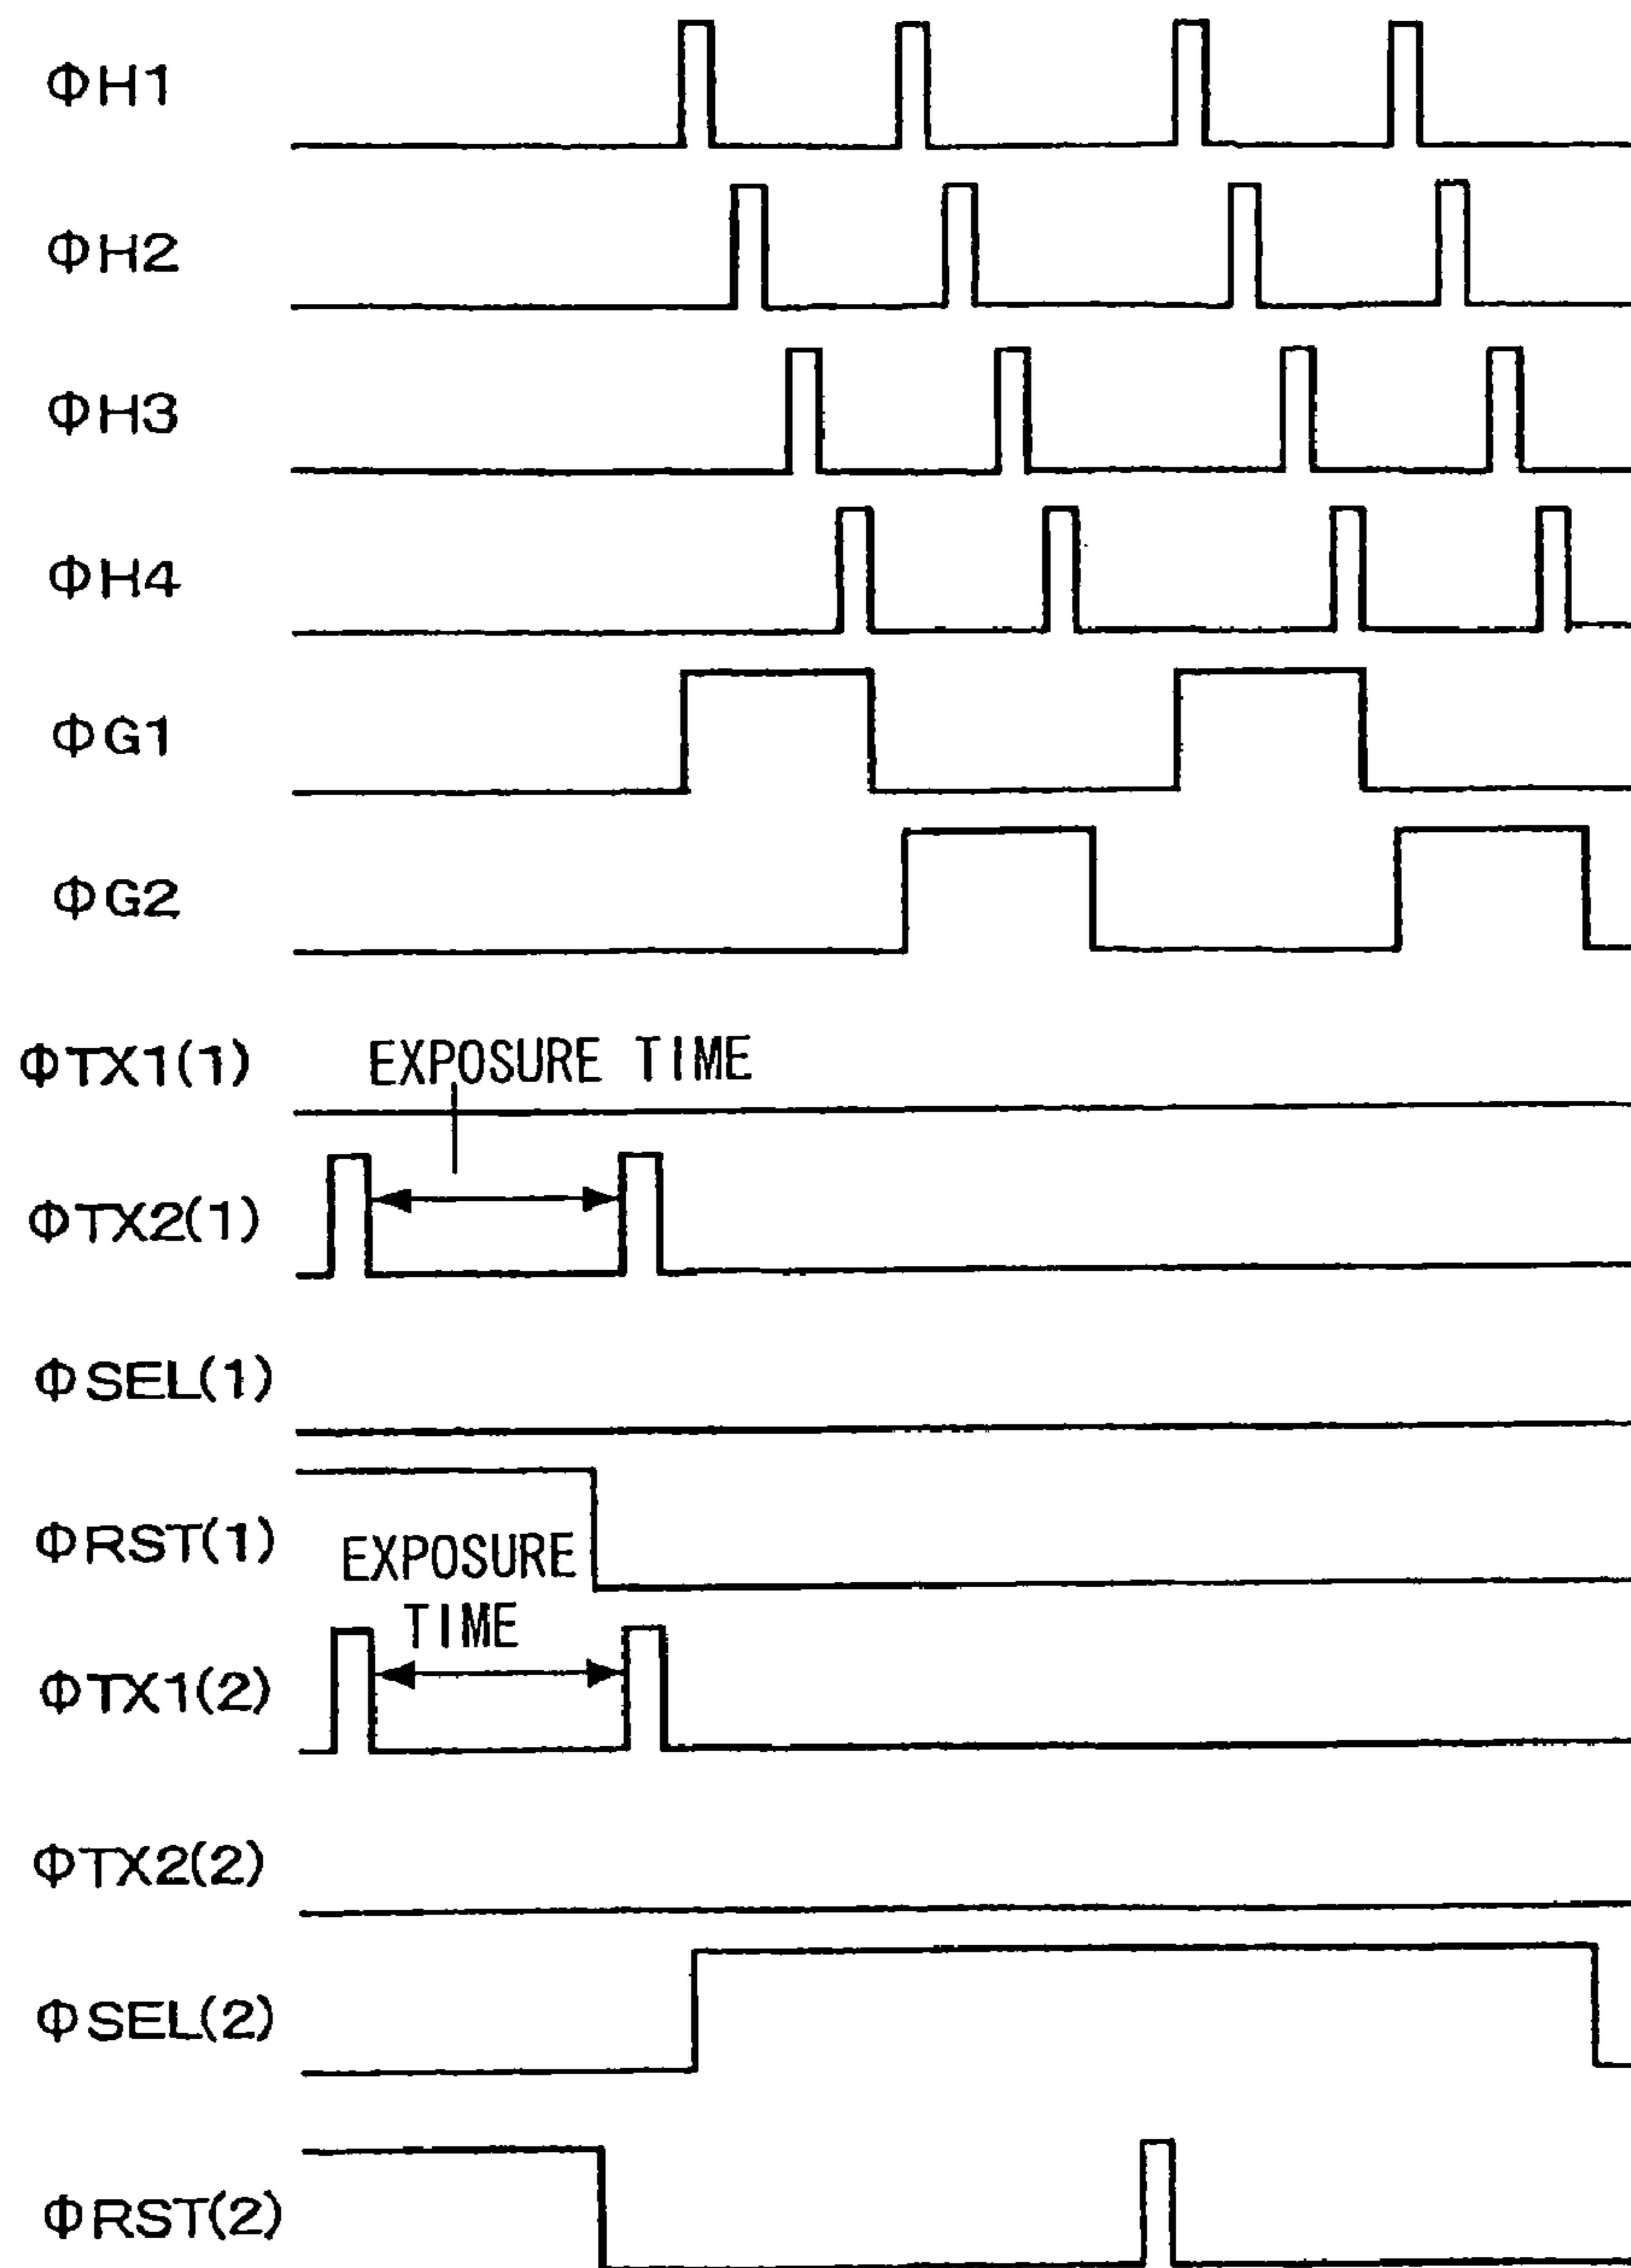 ΦH1
ΦH2
ΦH3
ΦH4
ΦG1
ΦG2
ΦTX1(1)
EXPOSURE TIME
ΦTX2(1)
ΦSEL(1)
ΦRST(1)
EXPOSURE
TIME
ΦTX1(2)
ΦTX2(2)
ΦSEL(2)
ΦRST(2)